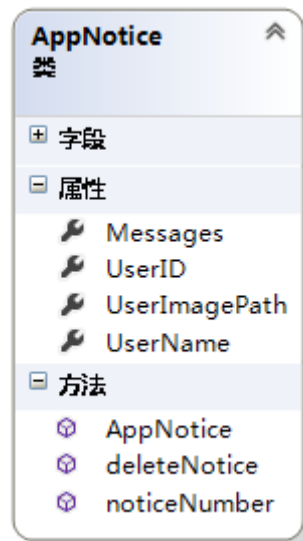 AppNotice
类
字段
属性
Messages
UserID
UserImagePath
UserName
方法
AppNotice
deleteNotice
noticeNumber